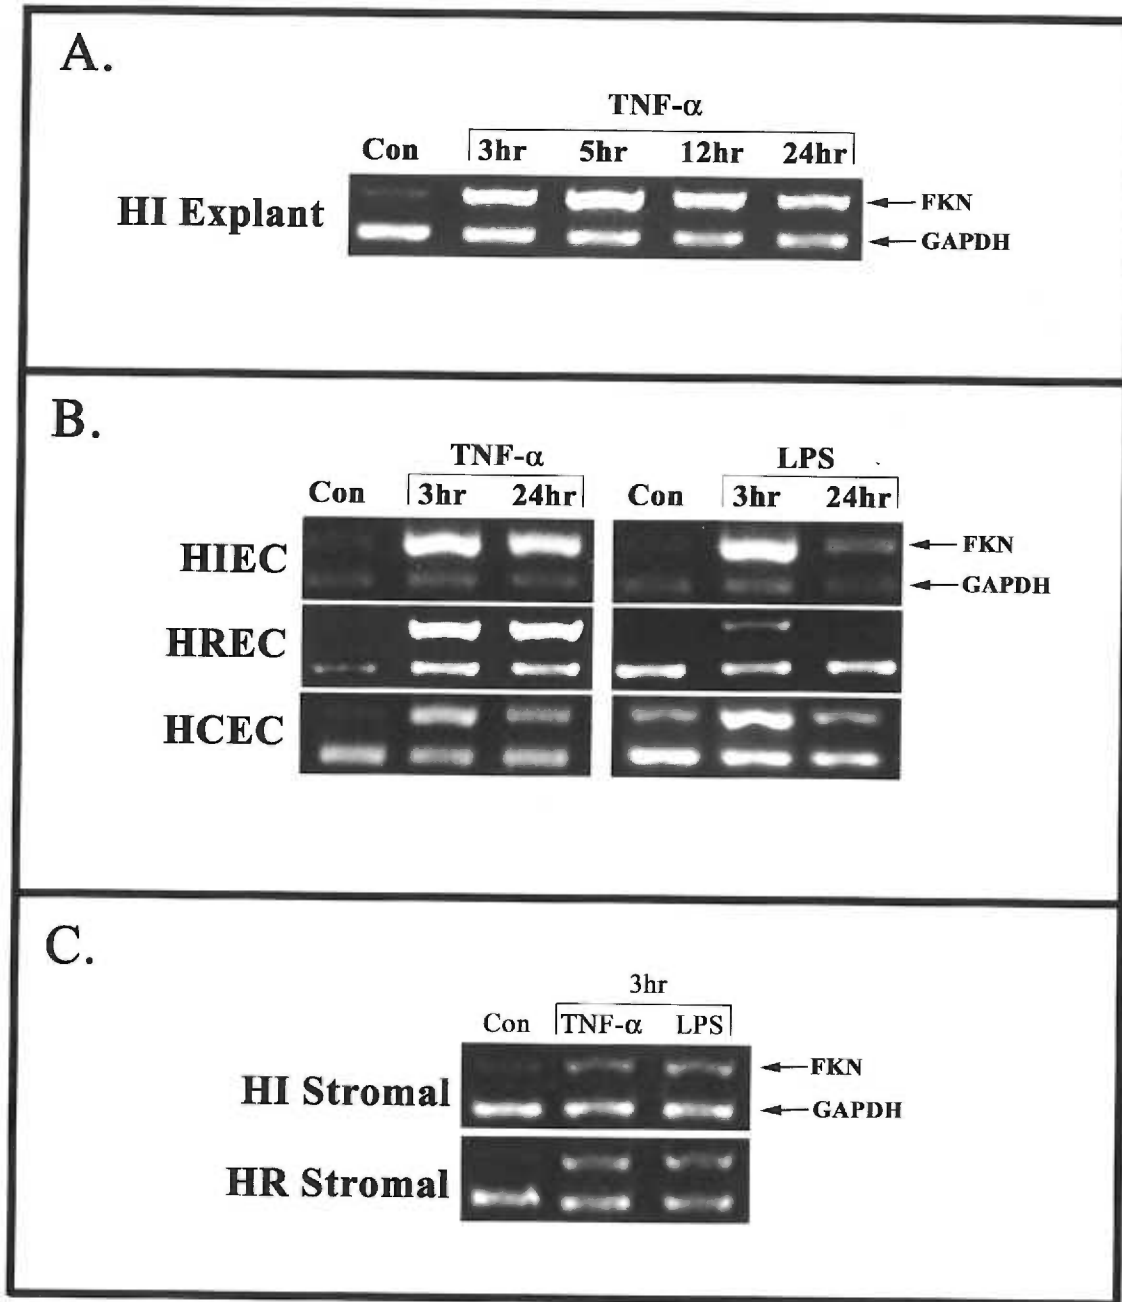 A.
TNF-α
Con 3hr 5hr 12hr 24hr
HI Explant
FKN
GAPDH
B.
TNF-α LPS
Con 3hr 24hr Con 3hr 24hr
HIEC
FKN
GAPDH
HREC
HCEC
C.
3hr
Con TNF-α LPS
HI Stromal
FKN
GAPDH
HR Stromal